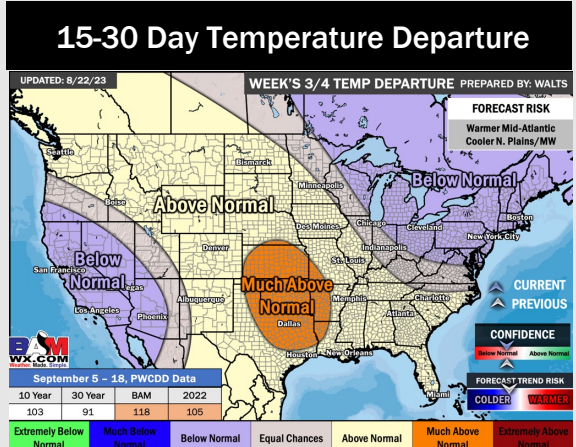 15-30 Day Temperature Departure
UPDATED: 8/22/23
WEEK'S 3/4 TEMP DEPARTURE PREPARED BY: WALTS
FORECAST RISK
Warmer Mid-Atlantic
Cooler N. Plains/MW
Seattle
Bismarck
Minneapolis
Below Normal
Boise
Above Normal
Boston
Des Moines
Chicago
Cleveland
New York City
Indianapolis
Denver
St. Louis
Below
Normal
San Francisco
egas
Much Above
Normal
CURRENT
PREVIOUS
Albuquerque
Memphis
Charlotte
Los Angeles
Phoenix
Dallas
Atlanta
CONFIDENCE
Below Normal Above Normal
Houston
New Orleans
BAM
WX.COM
Weather. Made. Simple.
FORECAST TREND RISK
COLDER WARMER
Miami
September 5 – 18, PWCDD Data
10 Year 30 Year BAM 2022
103 91 118 105
Extremely Below
Normal
Much Below
Normal
Below Normal
Equal Chances
Above Normal
Much Above
Normal
Extremely Above
Normal